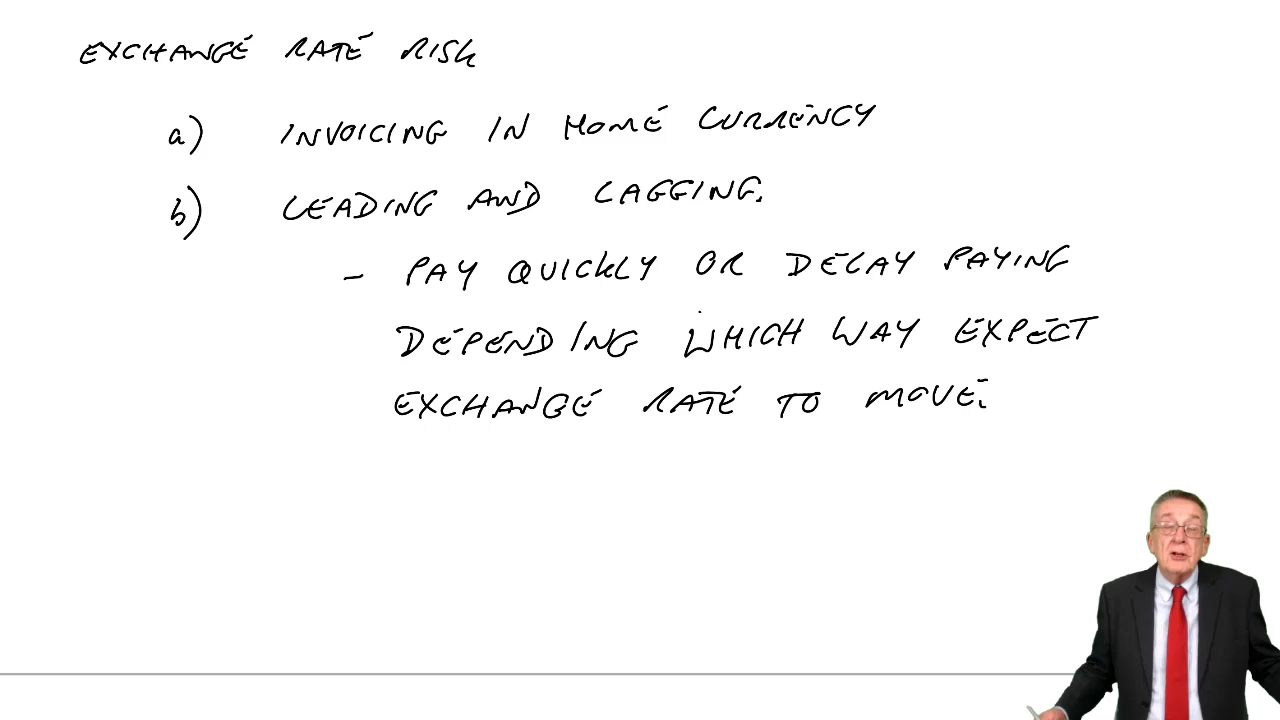 EXCHANGE RATE RISK
a) INVOICING IN HOME CURRENCY
b) LEADING AND LAGGING.
- PAY QUICKLY OR DELAY PAYING
DEPENDING WHICH WAY EXPECT
EXCHANGE RATE TO MOVE.